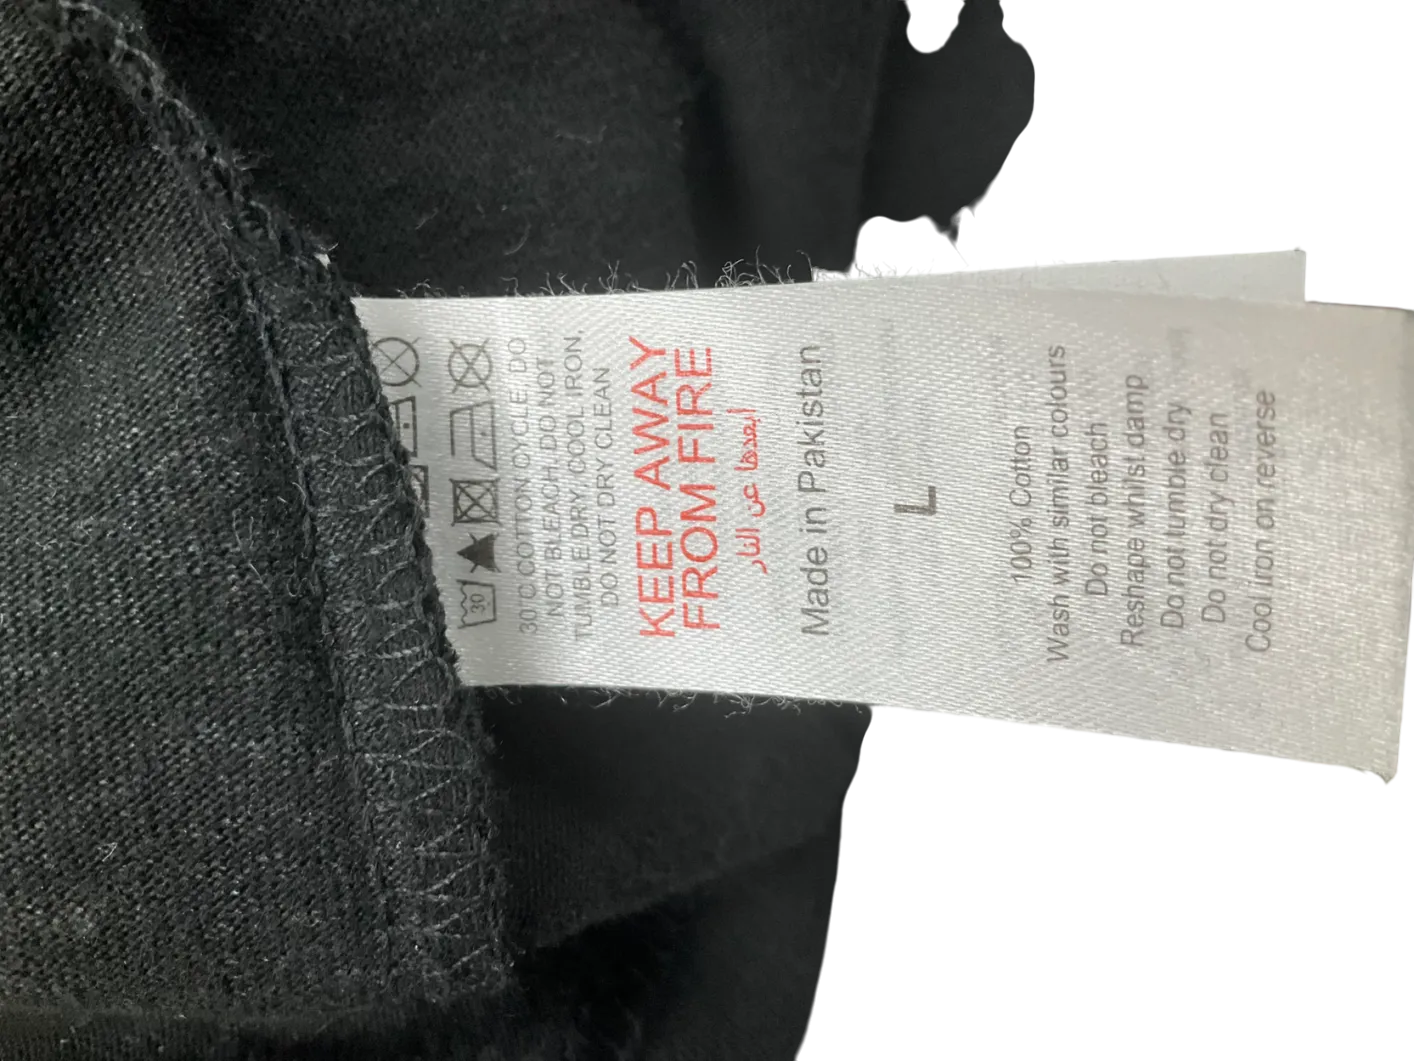 30
30°C COTTON CYCLE, DO
NOT BLEACH, DO NOT
TUMBLE DRY, COOL IRON,
DO NOT DRY CLEAN
KEEP AWAY
FROM FIRE
ابعدها عن النار
Made in Pakistan
L
100% Cotton
Wash with similar colours
Do not bleach
Reshape whilst damp
Do not tumble dry
Do not dry clean
Cool iron on reverse